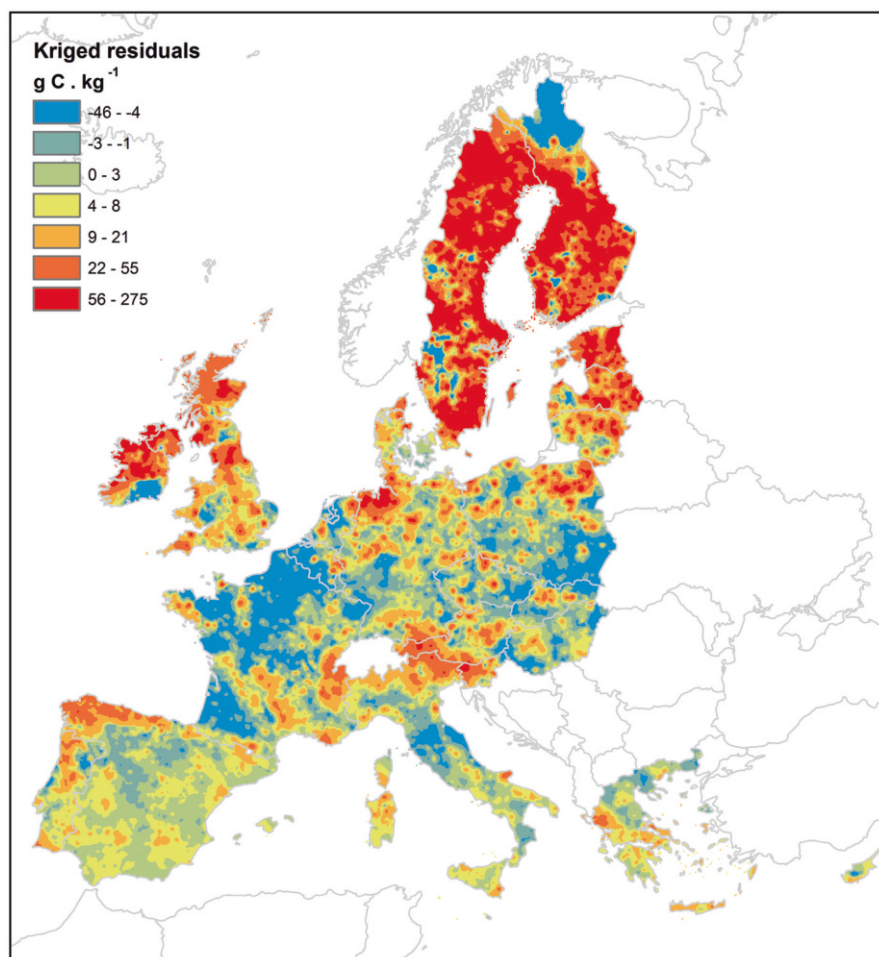 Kriged residuals
g C . kg⁻¹
-46 - -4
-3 - -1
0 - 3
4 - 8
9 - 21
22 - 55
56 - 275